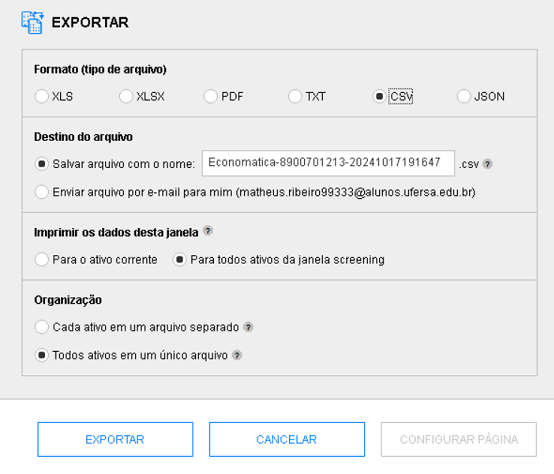 EXPORTAR
Formato (tipo de arquivo)
XLS XLSX PDF TXT CSV JSON
Destino do arquivo
Salvar arquivo com o nome: Economatica-8900701213-20241017191647 .csv ?
Enviar arquivo por e-mail para mim (matheus.ribeiro99333@alunos.ufersa.edu.br)
Imprimir os dados desta janela ?
Para o ativo corrente Para todos ativos da janela screening
Organização
Cada ativo em um arquivo separado ?
Todos ativos em um único arquivo ?
EXPORTAR CANCELAR CONFIGURAR PÁGINA